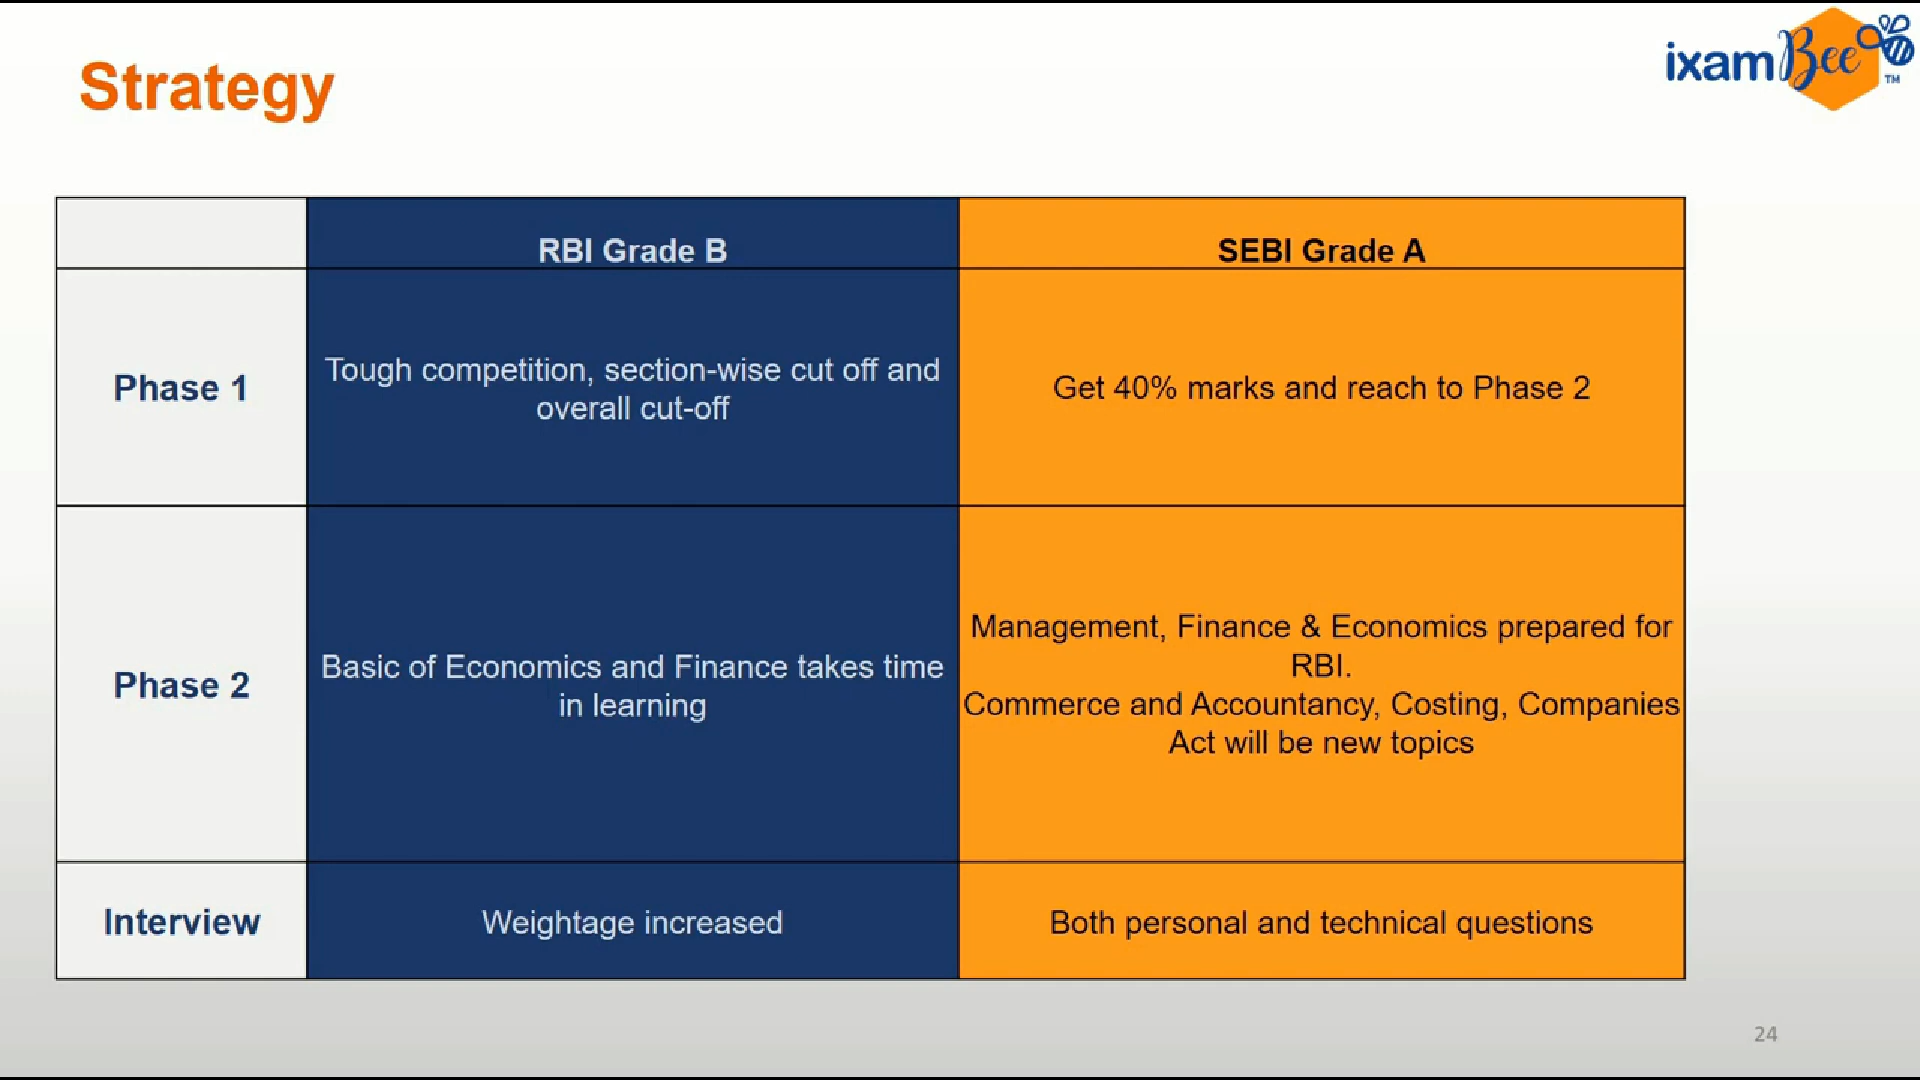 Strategy
ixamBee™
RBI Grade B
SEBI Grade A
Phase 1
Tough competition, section-wise cut off and
overall cut-off
Get 40% marks and reach to Phase 2
Phase 2
Basic of Economics and Finance takes time
in learning
Management, Finance & Economics prepared for
RBI.
Commerce and Accountancy, Costing, Companies
Act will be new topics
Interview
Weightage increased
Both personal and technical questions
24